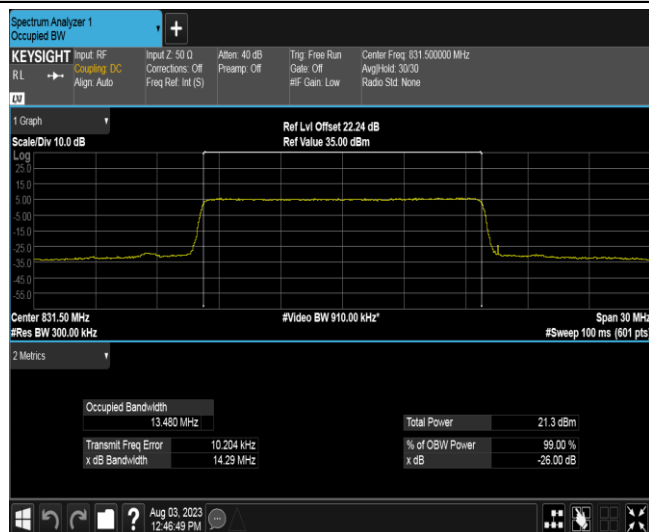 Spectrum Analyzer 1
Occupied BW
+
KEYSIGHT
RL
Input: RF
Coupling: DC
Align: Auto
Input Z: 50 Ω
Corrections: Off
Freq Ref: Int (S)
Atten: 40 dB
Preamp: Off
Trig: Free Run
Gate: Off
#IF Gain: Low
Center Freq: 831.500000 MHz
Avg|Hold: 30/30
Radio Std: None
LXI
1 Graph
Scale/Div 10.0 dB
Ref Lvl Offset 22.24 dB
Ref Value 35.00 dBm
Log
25.0
15.0
5.00
-5.00
-15.0
-25.0
-35.0
-45.0
-55.0
Center 831.50 MHz
#Video BW 910.00 kHz*
Span 30 MHz
#Res BW 300.00 kHz
#Sweep 100 ms (601 pts)
2 Metrics
Occupied Bandwidth
13.480 MHz
Total Power 21.3 dBm
Transmit Freq Error 10.204 kHz
% of OBW Power 99.00 %
x dB Bandwidth 14.29 MHz
x dB -26.00 dB
?
Aug 03, 2023
12:46:49 PM